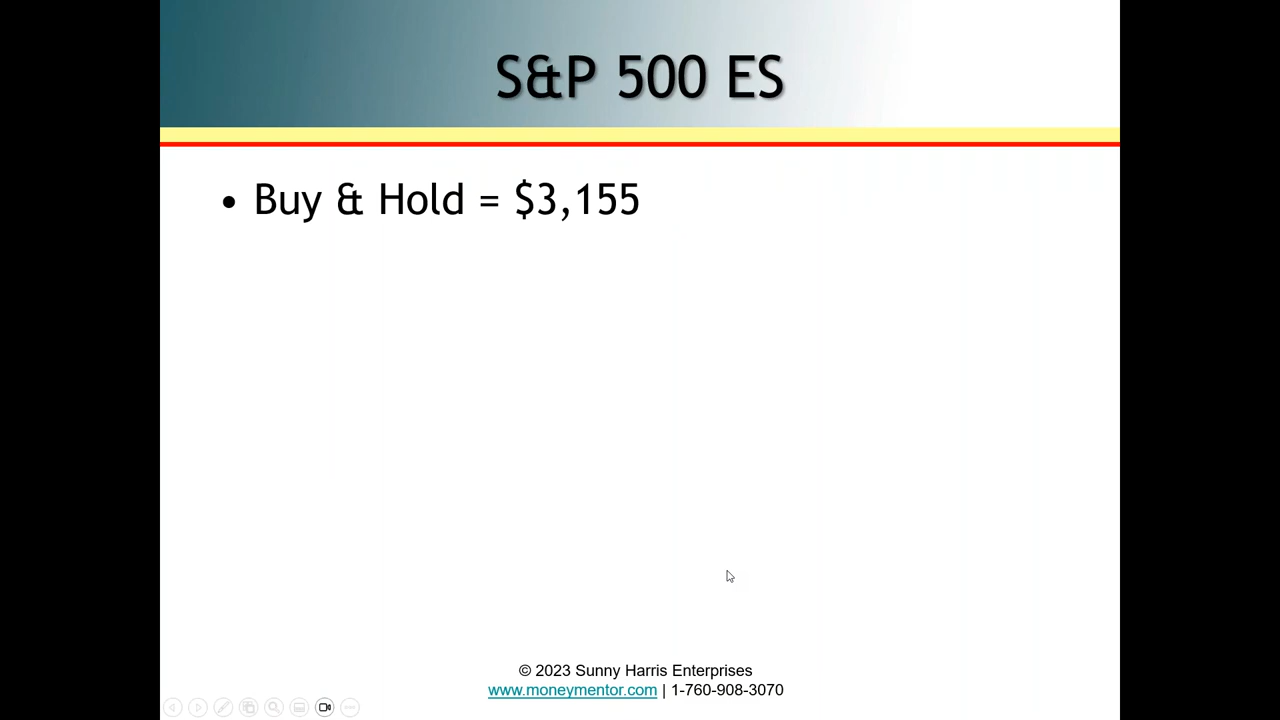 S&P 500 ES
• Buy & Hold = $3,155
© 2023 Sunny Harris Enterprises
www.moneymentor.com | 1-760-908-3070